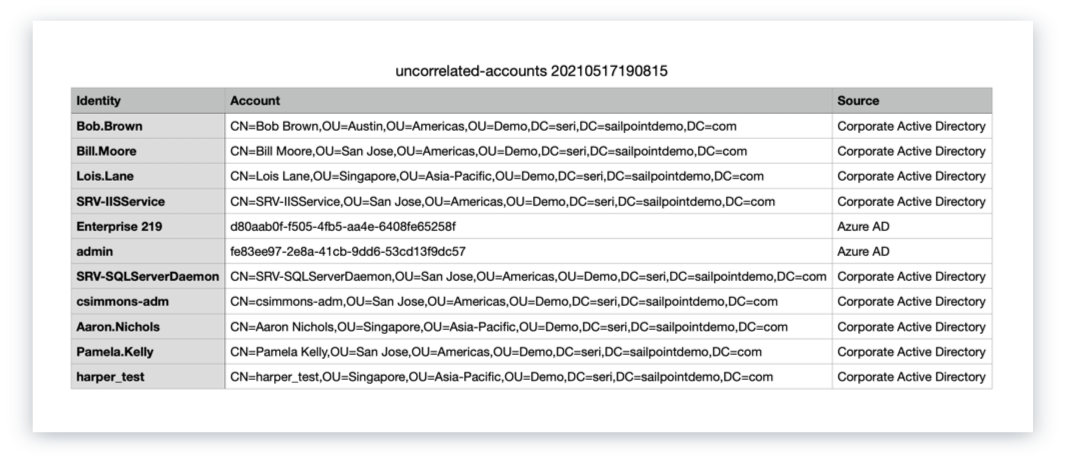 uncorrelated-accounts 20210517190815
Identity Account Source
Bob.Brown CN=Bob Brown,OU=Austin,OU=Americas,OU=Demo,DC=seri,DC=sailpointdemo,DC=com Corporate Active Directory
Bill.Moore CN=Bill Moore,OU=San Jose,OU=Americas,OU=Demo,DC=seri,DC=sailpointdemo,DC=com Corporate Active Directory
Lois.Lane CN=Lois Lane,OU=Singapore,OU=Asia-Pacific,OU=Demo,DC=seri,DC=sailpointdemo,DC=com Corporate Active Directory
SRV-IISService CN=SRV-IISService,OU=San Jose,OU=Americas,OU=Demo,DC=seri,DC=sailpointdemo,DC=com Corporate Active Directory
Enterprise 219 d80aab0f-f505-4fb5-aa4e-6408fe65258f Azure AD
admin fe83ee97-2e8a-41cb-9dd6-53cd13f9dc57 Azure AD
SRV-SQLServerDaemon CN=SRV-SQLServerDaemon,OU=San Jose,OU=Americas,OU=Demo,DC=seri,DC=sailpointdemo,DC=com Corporate Active Directory
csimmons-adm CN=csimmons-adm,OU=San Jose,OU=Americas,OU=Demo,DC=seri,DC=sailpointdemo,DC=com Corporate Active Directory
Aaron.Nichols CN=Aaron Nichols,OU=Singapore,OU=Asia-Pacific,OU=Demo,DC=seri,DC=sailpointdemo,DC=com Corporate Active Directory
Pamela.Kelly CN=Pamela Kelly,OU=San Jose,OU=Americas,OU=Demo,DC=seri,DC=sailpointdemo,DC=com Corporate Active Directory
harper_test CN=harper_test,OU=Singapore,OU=Asia-Pacific,OU=Demo,DC=seri,DC=sailpointdemo,DC=com Corporate Active Directory